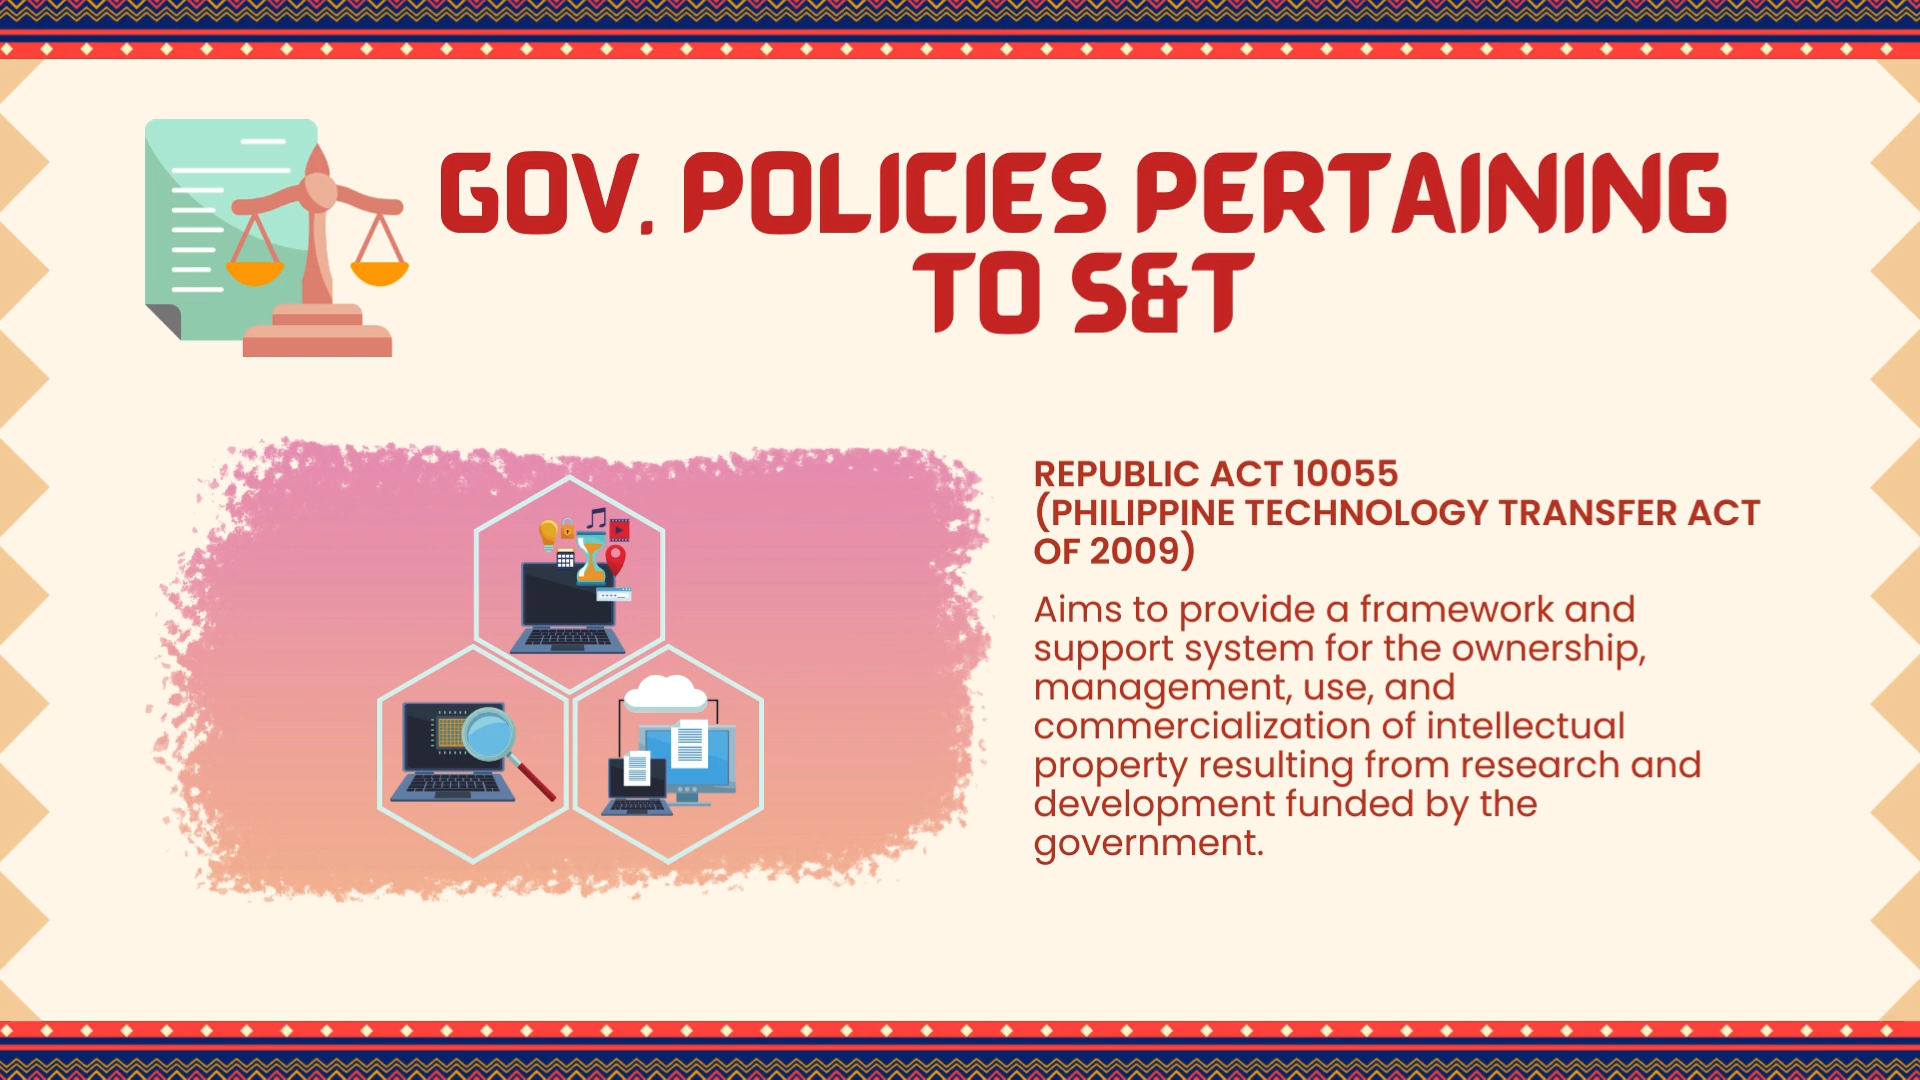 GOV. POLICIES PERTAINING
TO S&T
REPUBLIC ACT 10055
(PHILIPPINE TECHNOLOGY TRANSFER ACT
OF 2009)
Aims to provide a framework and
support system for the ownership,
management, use, and
commercialization of intellectual
property resulting from research and
development funded by the
government.